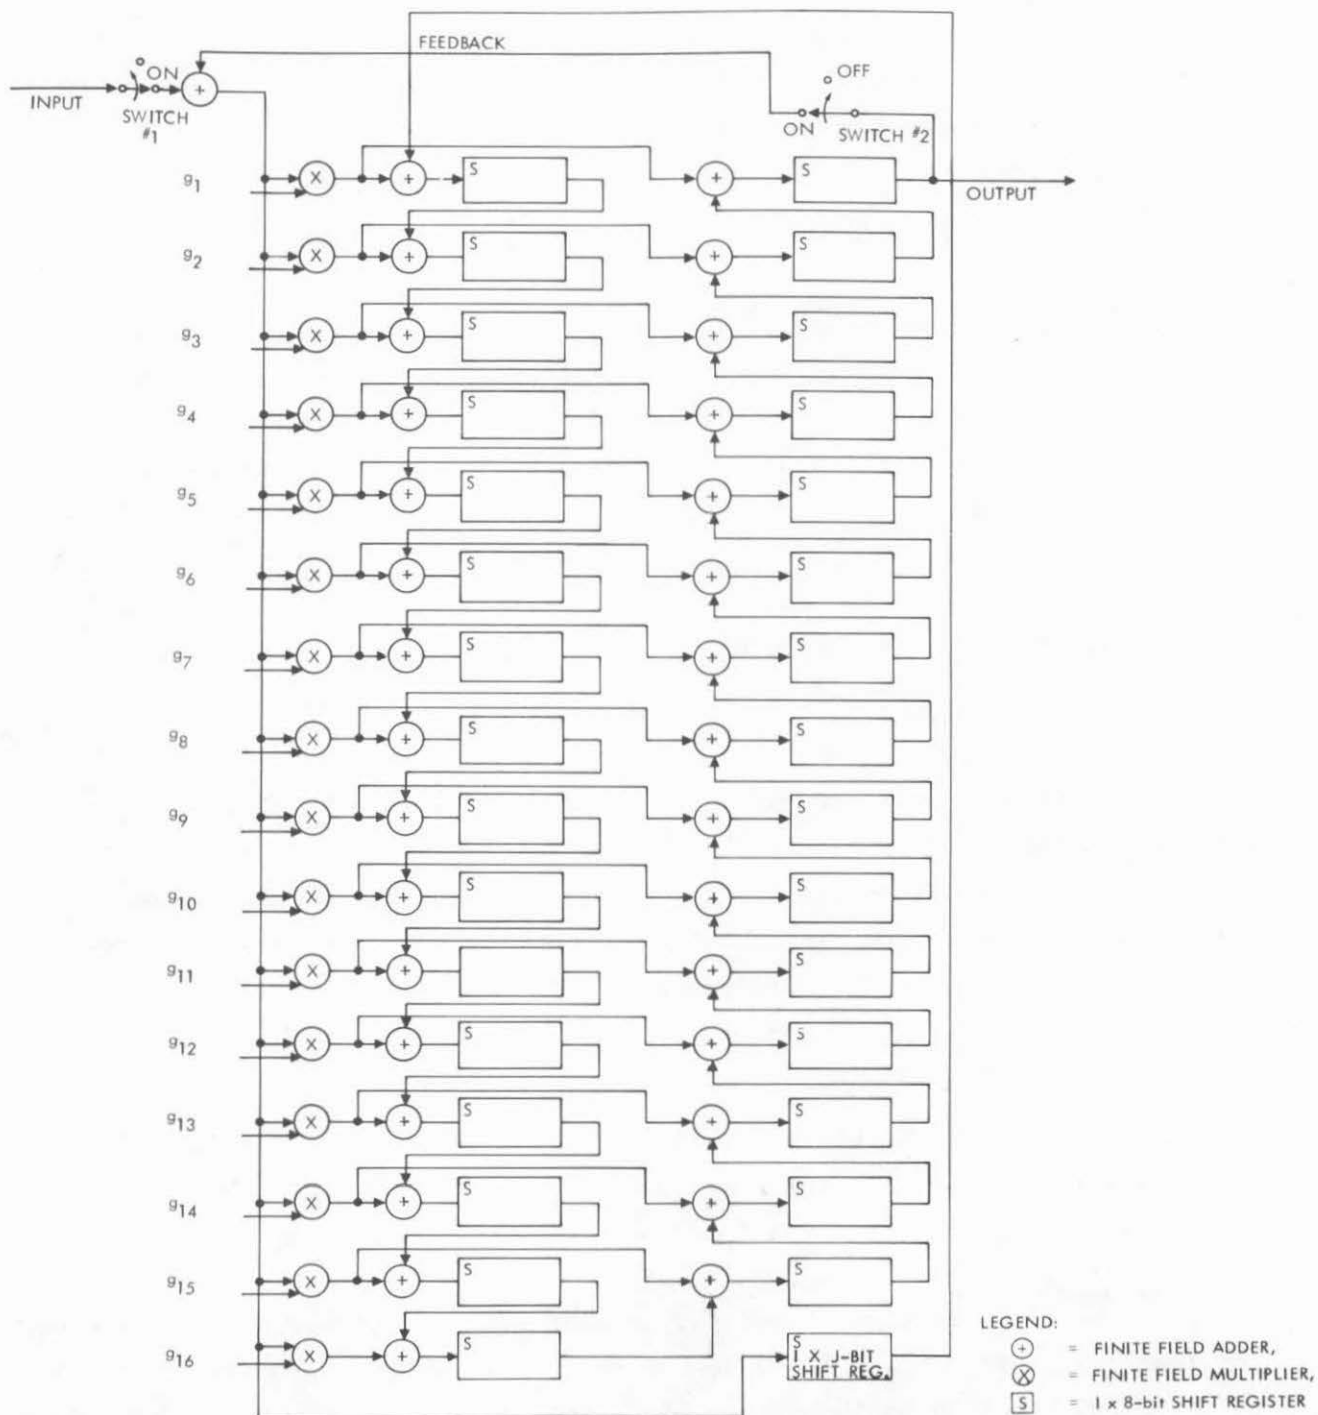 FEEDBACK
ON
INPUT
SWITCH
#1
OFF
ON
SWITCH #2
OUTPUT
g1
+
S
+
S
g2
X
+
S
+
S
g3
X
+
S
+
S
g4
X
+
S
+
S
g5
X
+
S
+
S
g6
X
+
S
+
S
g7
X
+
S
+
S
g8
X
+
S
+
S
g9
X
+
S
+
S
g10
X
+
S
+
S
g11
X
+
+
S
g12
X
+
S
+
S
g13
X
+
S
+
S
g14
X
+
S
+
S
g15
X
+
S
+
S
g16
X
+
S
S
1 X J-BIT
SHIFT REG.
LEGEND:
+ = FINITE FIELD ADDER,
X = FINITE FIELD MULTIPLIER,
S = 1 x 8-bit SHIFT REGISTER